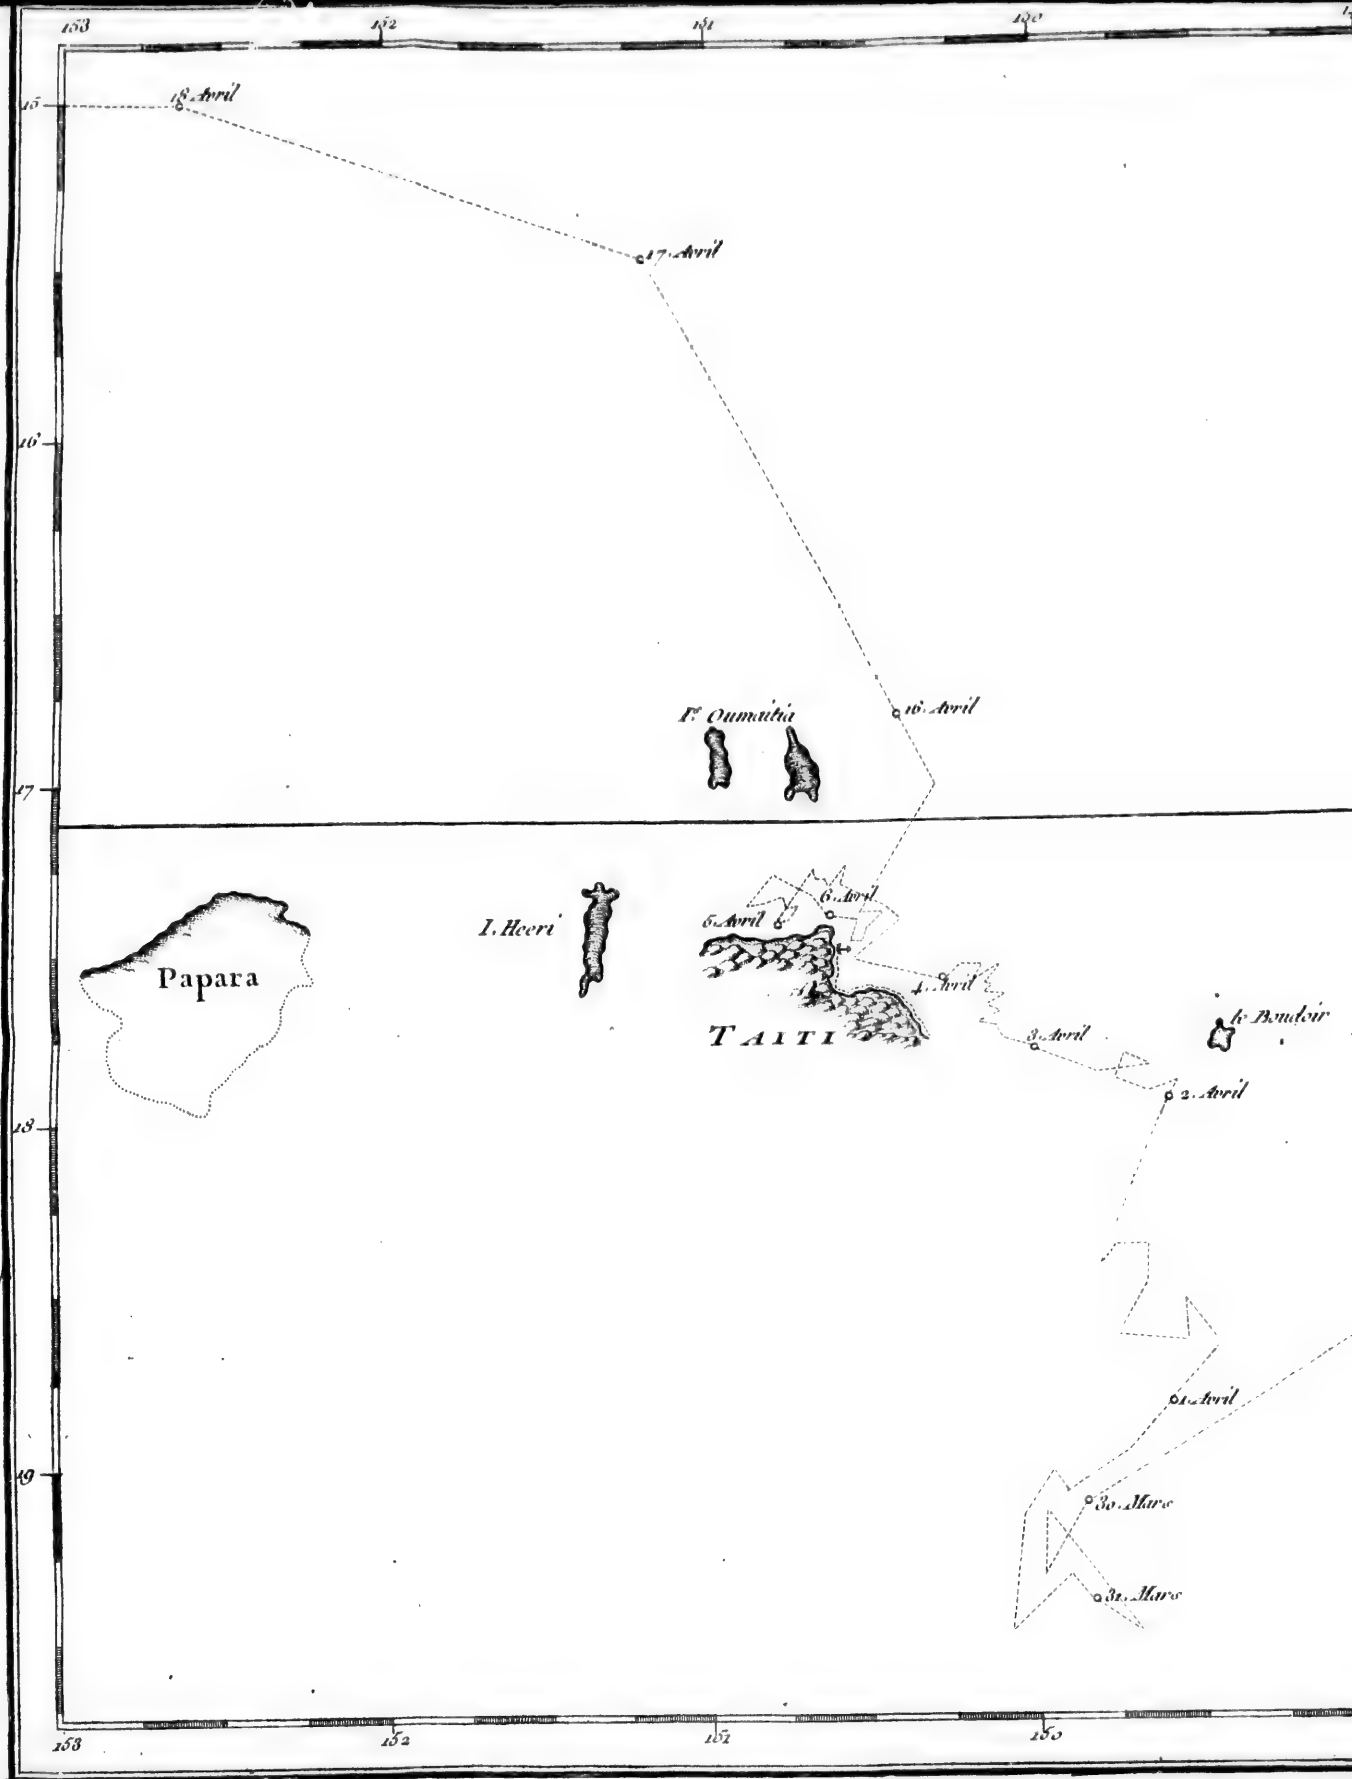 153 152 151 150
15
18. Avril
17. Avril
16
Is. Oumaitia
16. Avril
17
6. Avril
5. Avril
I. Heeri
Papara
4. Avril
TAITI
le Boudoir
3. Avril
2. Avril
18
1. Avril
19
30. Mars
31. Mars
153 152 151 150